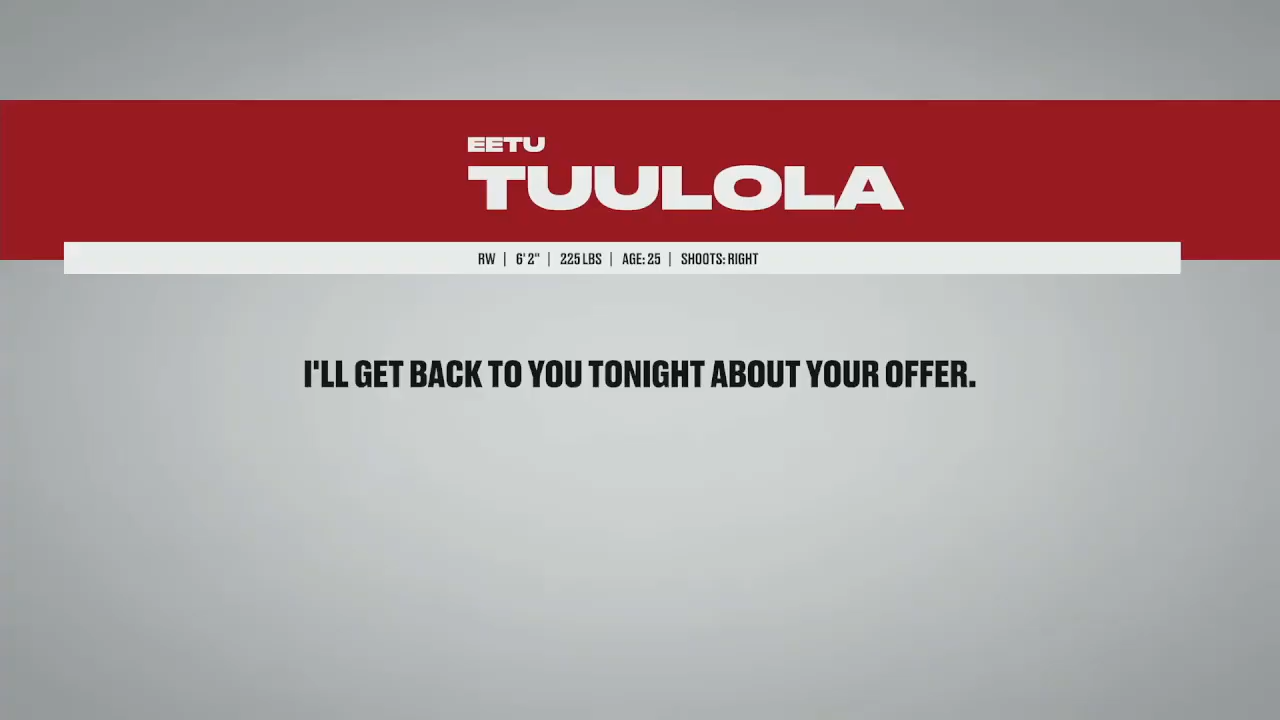 EETU
TUULOLA
RW | 6' 2" | 225 LBS | AGE: 25 | SHOOTS: RIGHT
I'LL GET BACK TO YOU TONIGHT ABOUT YOUR OFFER.